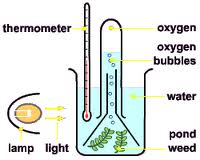 thermometer
oxygen
oxygen
bubbles
water
lamp
light
pond
weed